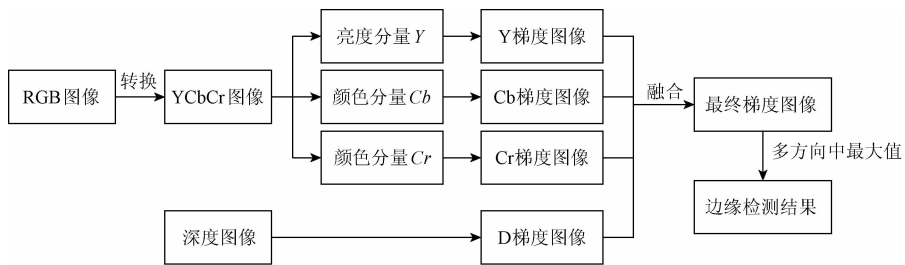 亮度分量Y
Y梯度图像
RGB图像
转换
YCbCr图像
颜色分量Cb
Cb梯度图像
融合
最终梯度图像
颜色分量Cr
Cr梯度图像
多方向中最大值
边缘检测结果
深度图像
D梯度图像